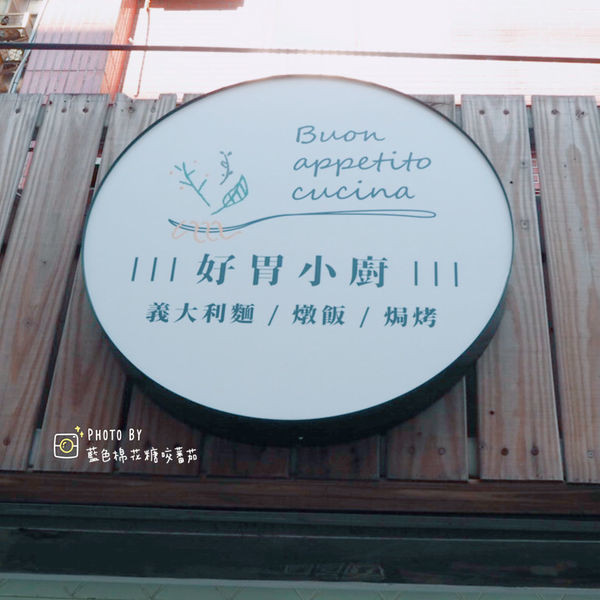 Buon
appetito
cucina
好胃小廚
義大利麵 / 燉飯 / 焗烤
PHOTO BY
藍色棉花糖咬蕃茄